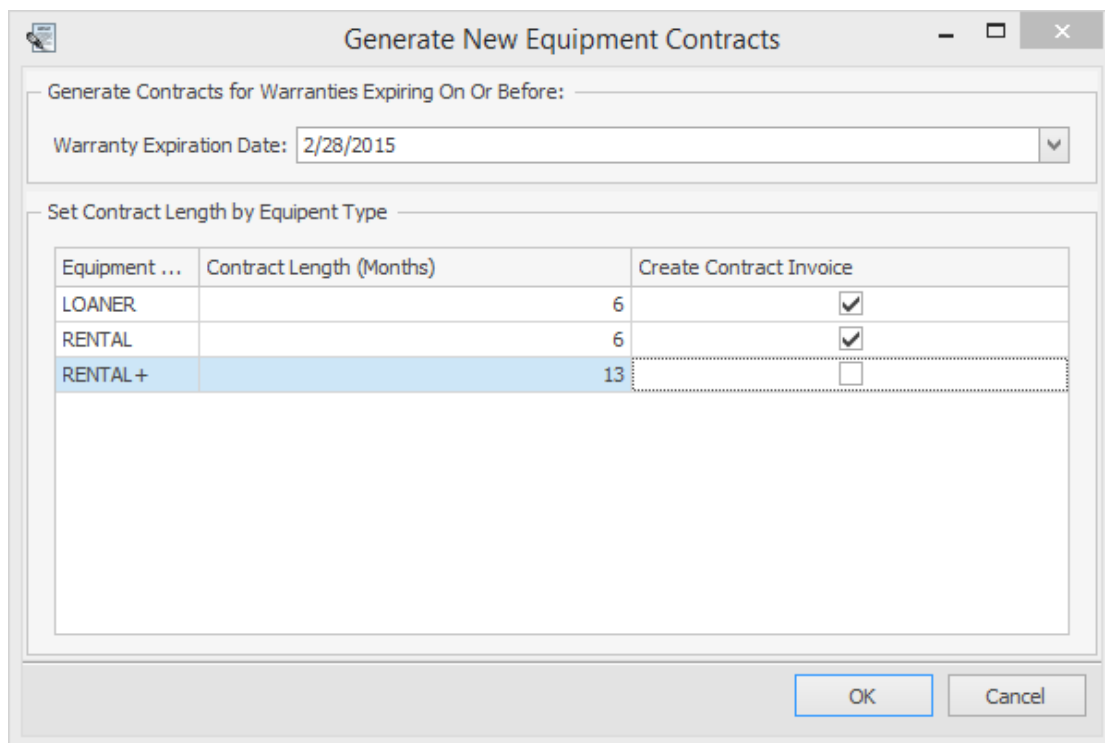 Generate New Equipment Contracts
Generate Contracts for Warranties Expiring On Or Before:
Warranty Expiration Date: 2/28/2015
Set Contract Length by Equipent Type
Equipment ... Contract Length (Months) Create Contract Invoice
LOANER 6
RENTAL 6
RENTAL+ 13
OK Cancel